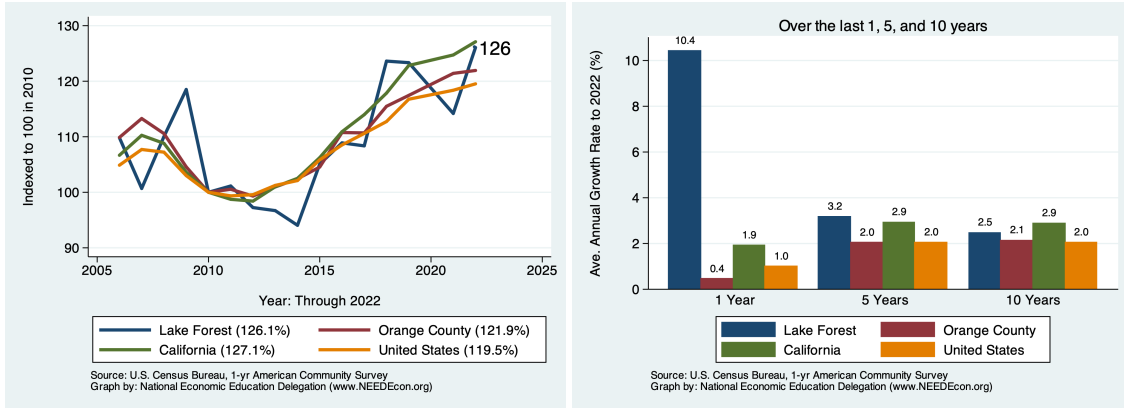 130
120
110
100
90
Indexed to 100 in 2010
126
2005
2010
2015
2020
2025
Year: Through 2022
Lake Forest (126.1%)
Orange County (121.9%)
California (127.1%)
United States (119.5%)
Source: U.S. Census Bureau, 1-yr American Community Survey
Graph by: National Economic Education Delegation (www.NEEDEcon.org)
Over the last 1, 5, and 10 years
Ave. Annual Growth Rate to 2022 (%)
10
8
6
4
2
0
10.4
0.4
1.9
1.0
3.2
2.0
2.9
2.0
2.5
2.1
2.9
2.0
1 Year
5 Years
10 Years
Lake Forest
Orange County
California
United States
Source: U.S. Census Bureau, 1-yr American Community Survey
Graph by: National Economic Education Delegation (www.NEEDEcon.org)